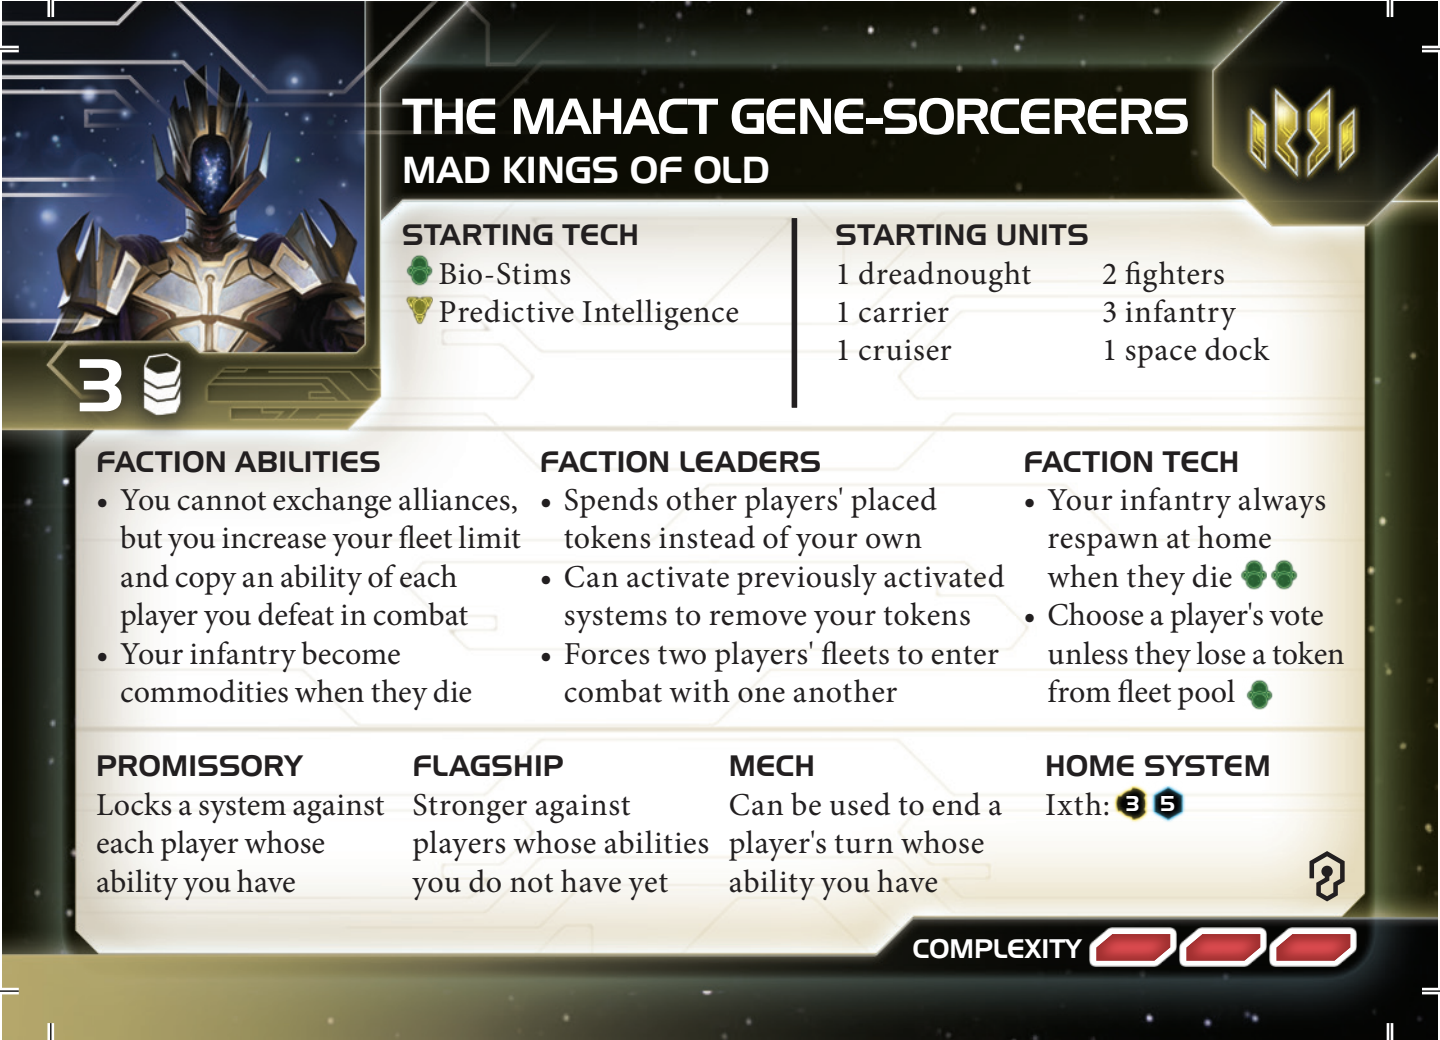 THE MAHACT GENE-SORCERERS
MAD KINGS OF OLD
3
STARTING TECH
Bio-Stims
Predictive Intelligence
STARTING UNITS
1 dreadnought
1 carrier
1 cruiser
2 fighters
3 infantry
1 space dock
FACTION ABILITIES
• You cannot exchange alliances,
but you increase your fleet limit
and copy an ability of each
player you defeat in combat
• Your infantry become
commodities when they die
FACTION LEADERS
• Spends other players' placed
tokens instead of your own
• Can activate previously activated
systems to remove your tokens
• Forces two players' fleets to enter
combat with one another
FACTION TECH
• Your infantry always
respawn at home
when they die
• Choose a player's vote
unless they lose a token
from fleet pool
PROMISSORY
Locks a system against
each player whose
ability you have
FLAGSHIP
Stronger against
players whose abilities
you do not have yet
MECH
Can be used to end a
player's turn whose
ability you have
HOME SYSTEM
Ixth: 3 5
COMPLEXITY